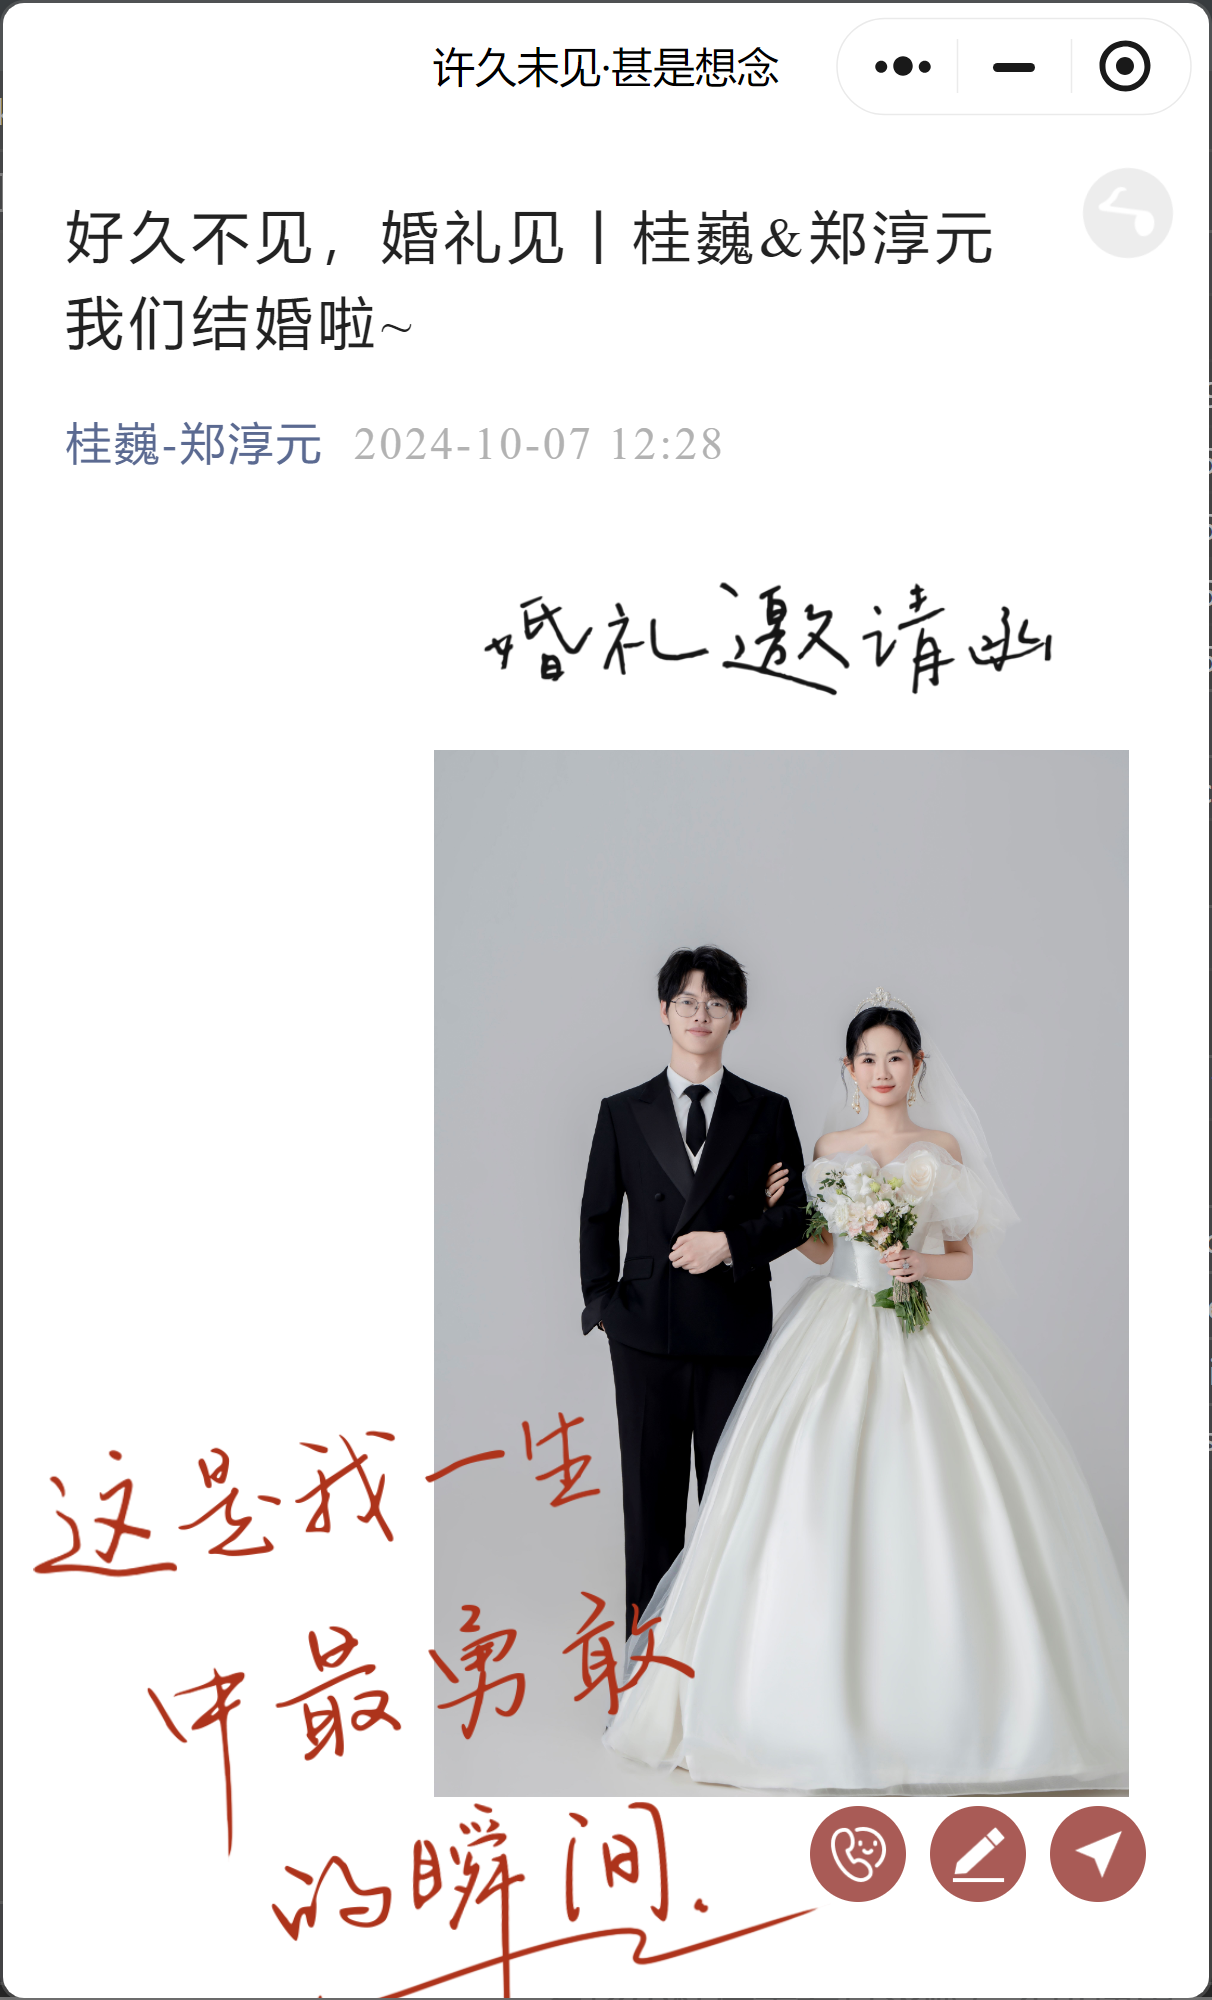 许久未见·甚是想念
好久不见，婚礼见丨桂巍&郑淳元
我们结婚啦~
桂巍-郑淳元 2024-10-07 12:28
婚礼邀请函
这是我一生
中最勇敢
的瞬间.